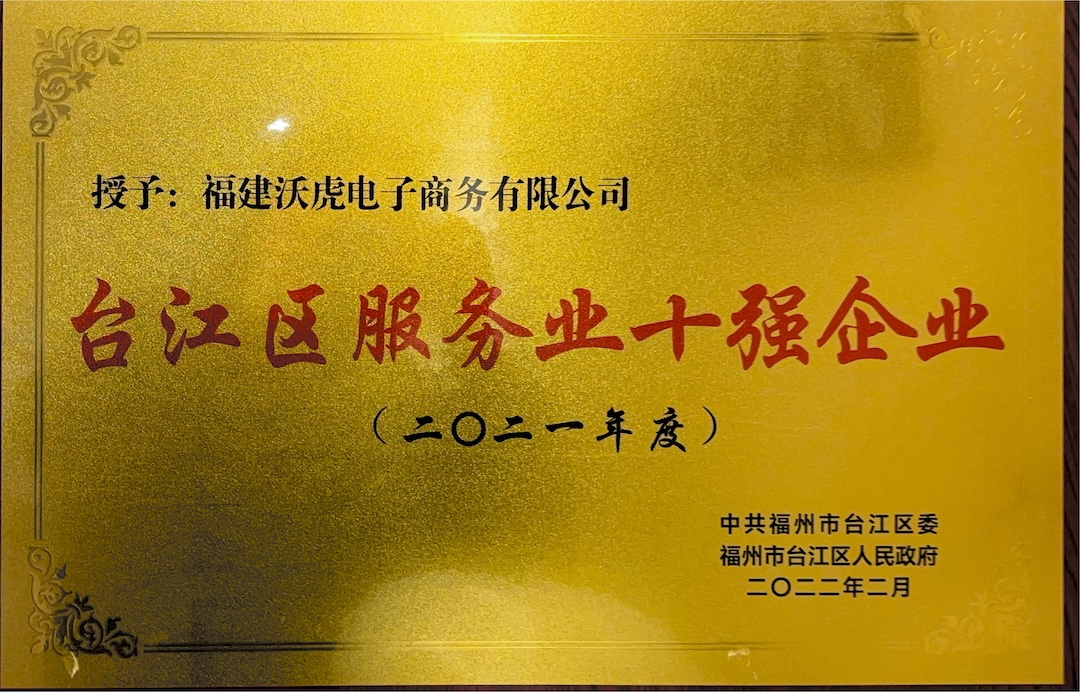 授予：福建沃虎电子商务有限公司
台江区服务业十强企业
（二〇二一年度）
中共福州市台江区委
福州市台江区人民政府
二〇二二年二月